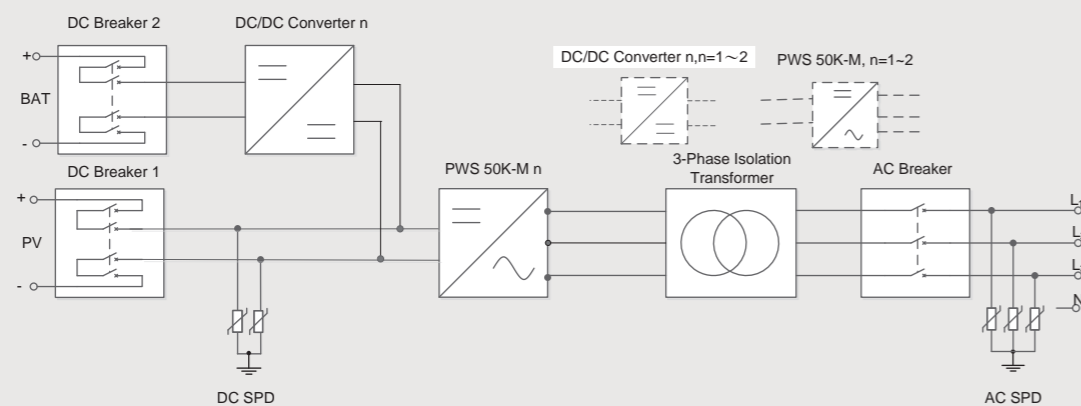 DC Breaker 2
DC/DC Converter n
+
BAT
-
DC/DC Converter n,n=1～2
PWS 50K-M, n=1~2
DC Breaker 1
+
PV
-
PWS 50K-M n
3-Phase Isolation
Transformer
AC Breaker
L
L
L
N
DC SPD
AC SPD